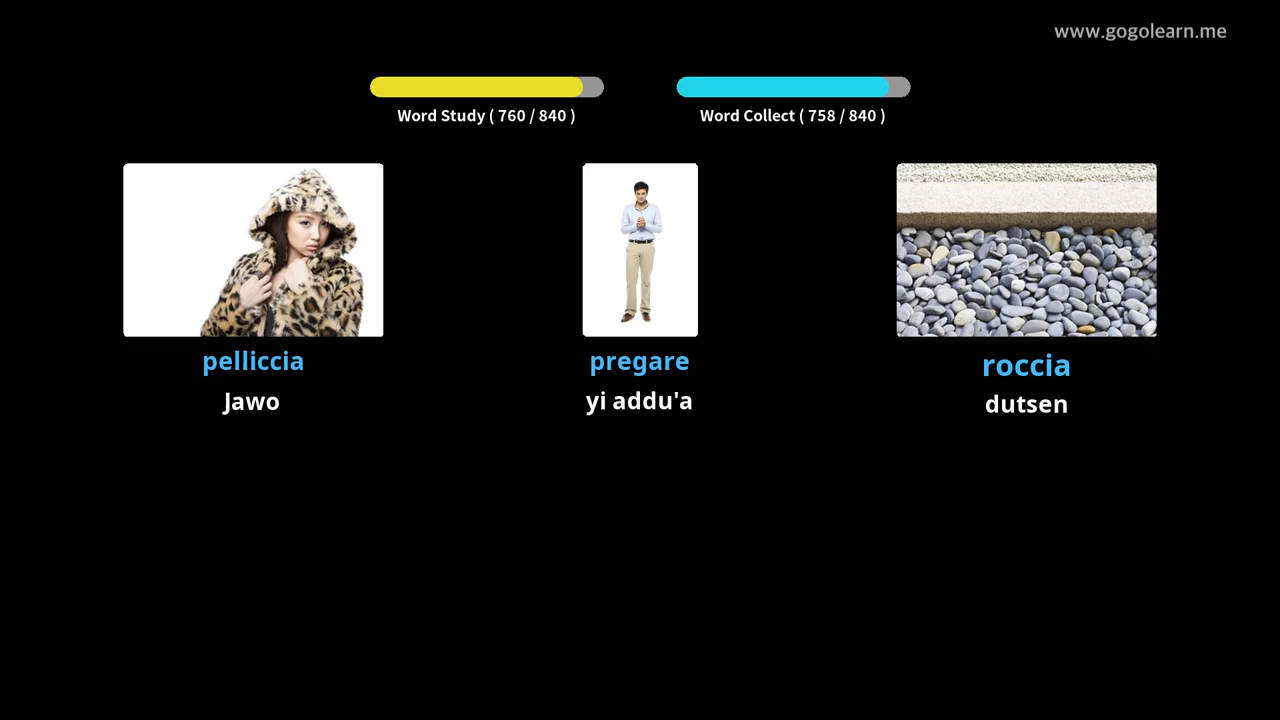 www.gogolearn.me
Word Study ( 760 / 840 )
Word Collect ( 758 / 840 )
pelliccia
Jawo
pregare
yi addu'a
roccia
dutsen